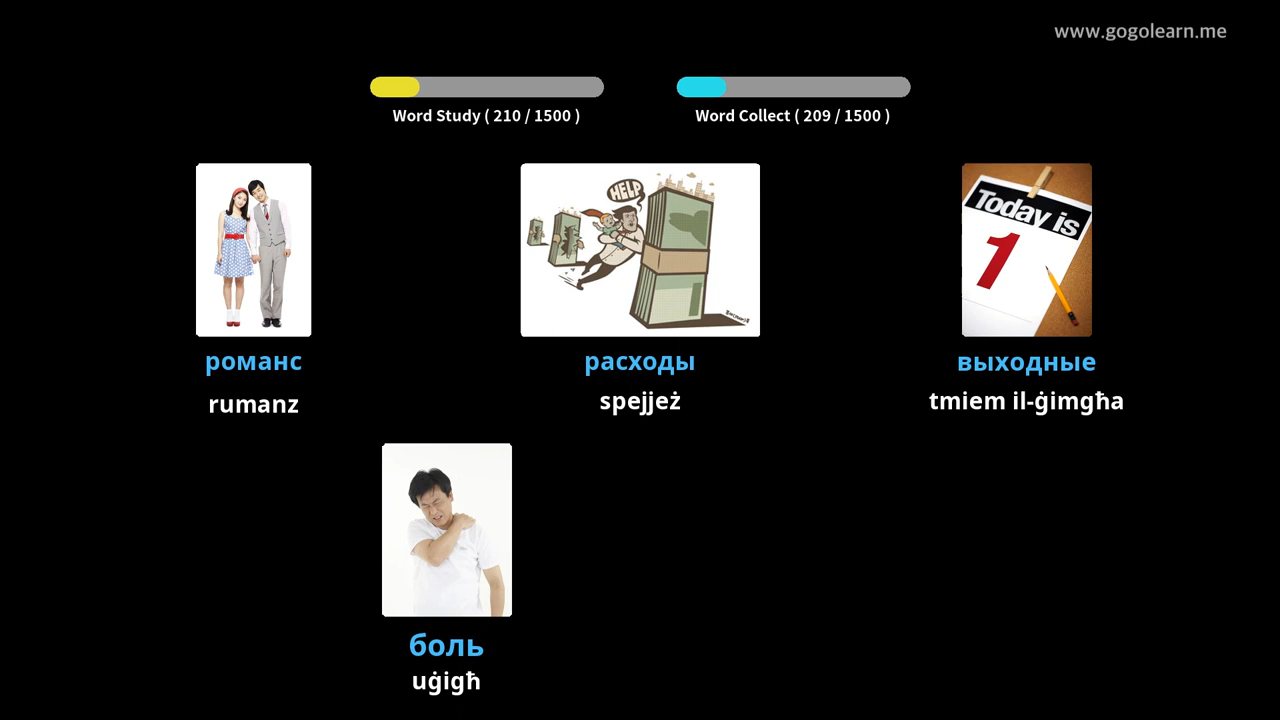 www.gogolearn.me
Word Study ( 210 / 1500 )
Word Collect ( 209 / 1500 )
HELP
Today is
1
романс
расходы
выходные
rumanz
spejjeż
tmiem il-ġimgħa
боль
uġigħ